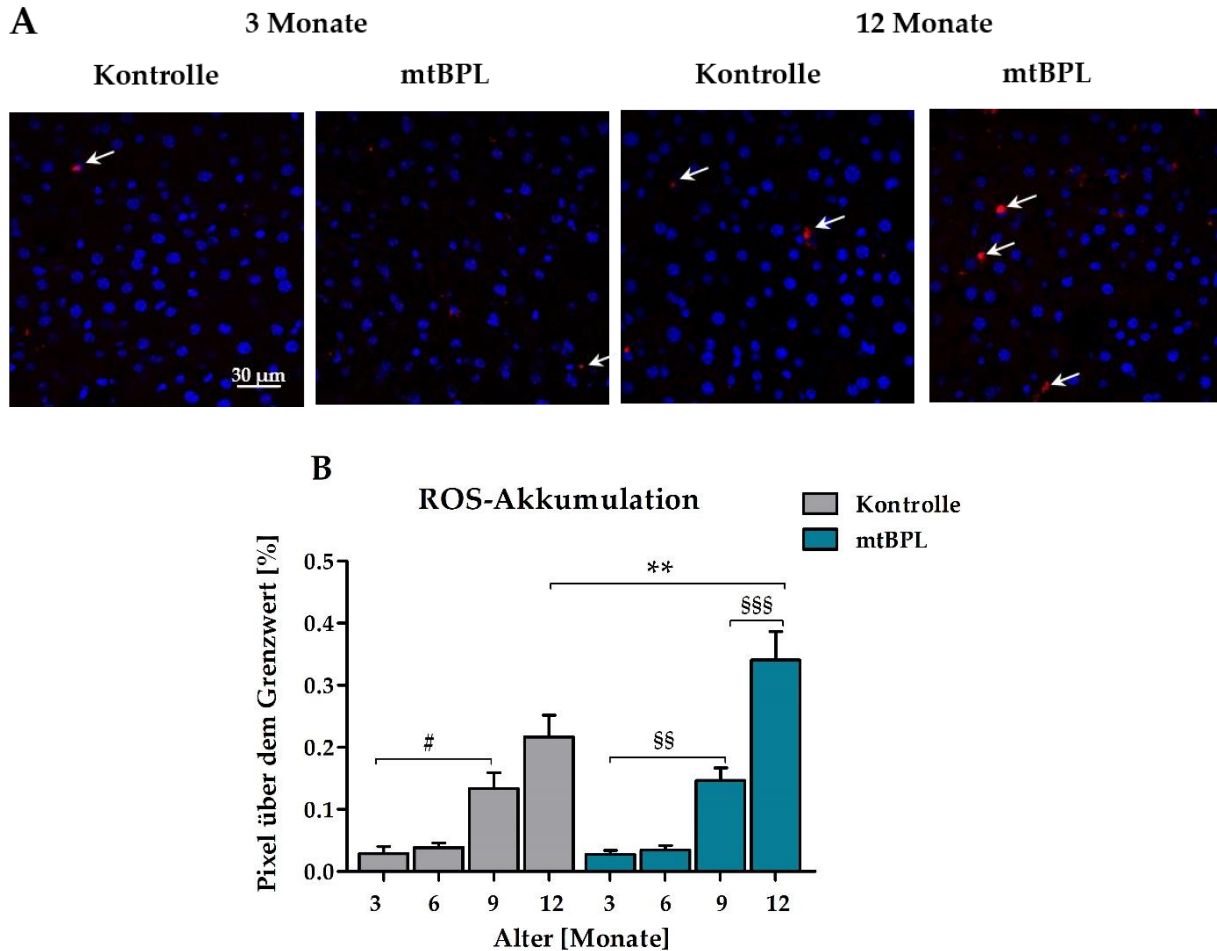 A
3 Monate
12 Monate
Kontrolle
mtBPL
Kontrolle
mtBPL
30 µm
B
ROS-Akkumulation
Kontrolle
mtBPL
Pixel über dem Grenzwert [%]
0.5
0.4
0.3
0.2
0.1
0.0
**
§§§
#
§§
3 6 9 12 3 6 9 12
Alter [Monate]